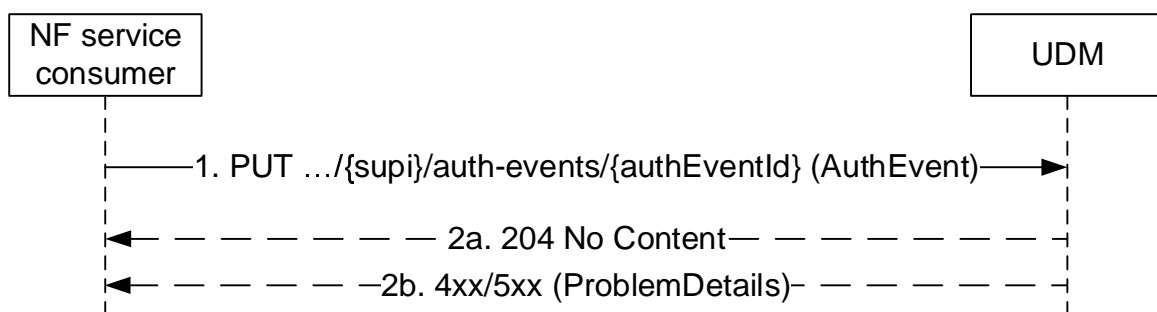 NF service
consumer
UDM
1. PUT …/{supi}/auth-events/{authEventId} (AuthEvent)
2a. 204 No Content
2b. 4xx/5xx (ProblemDetails)